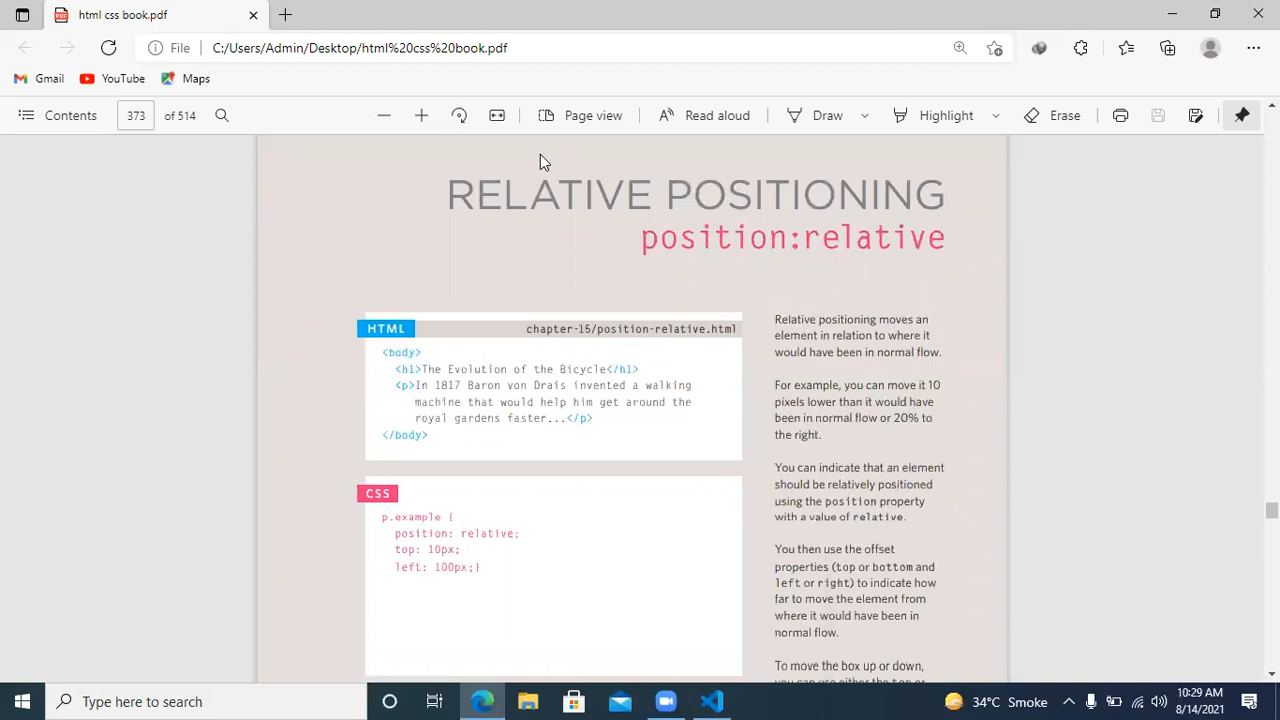 html css book.pdf
File C:/Users/Admin/Desktop/html%20css%20book.pdf
Gmail YouTube Maps
Contents 373 of 514 Page view Read aloud Draw Highlight Erase
RELATIVE POSITIONING
position:relative
HTML chapter-15/position-relative.html
<body>
<h1>The Evolution of the Bicycle</h1>
<p>In 1817 Baron von Drais invented a walking
machine that would help him get around the
royal gardens faster...</p>
</body>
CSS
p.example {
position: relative;
top: 10px;
left: 100px;}
Relative positioning moves an
element in relation to where it
would have been in normal flow.
For example, you can move it 10
pixels lower than it would have
been in normal flow or 20% to
the right.
You can indicate that an element
should be relatively positioned
using the position property
with a value of relative.
You then use the offset
properties (top or bottom and
left or right) to indicate how
far to move the element from
where it would have been in
normal flow.
To move the box up or down,
you can use either the top or
Type here to search 34°C Smoke 10:29 AM
8/14/2021